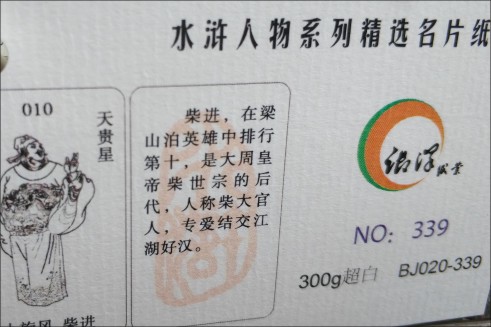 水浒人物系列精选名片纸
010
天贵星
柴进
柴进，在梁
山泊英雄中排行
第十，是大周皇
帝柴世宗的后
代，人称柴大官
人，专爱结交江
湖好汉。
NO: 339
300g超白 BJ020-339